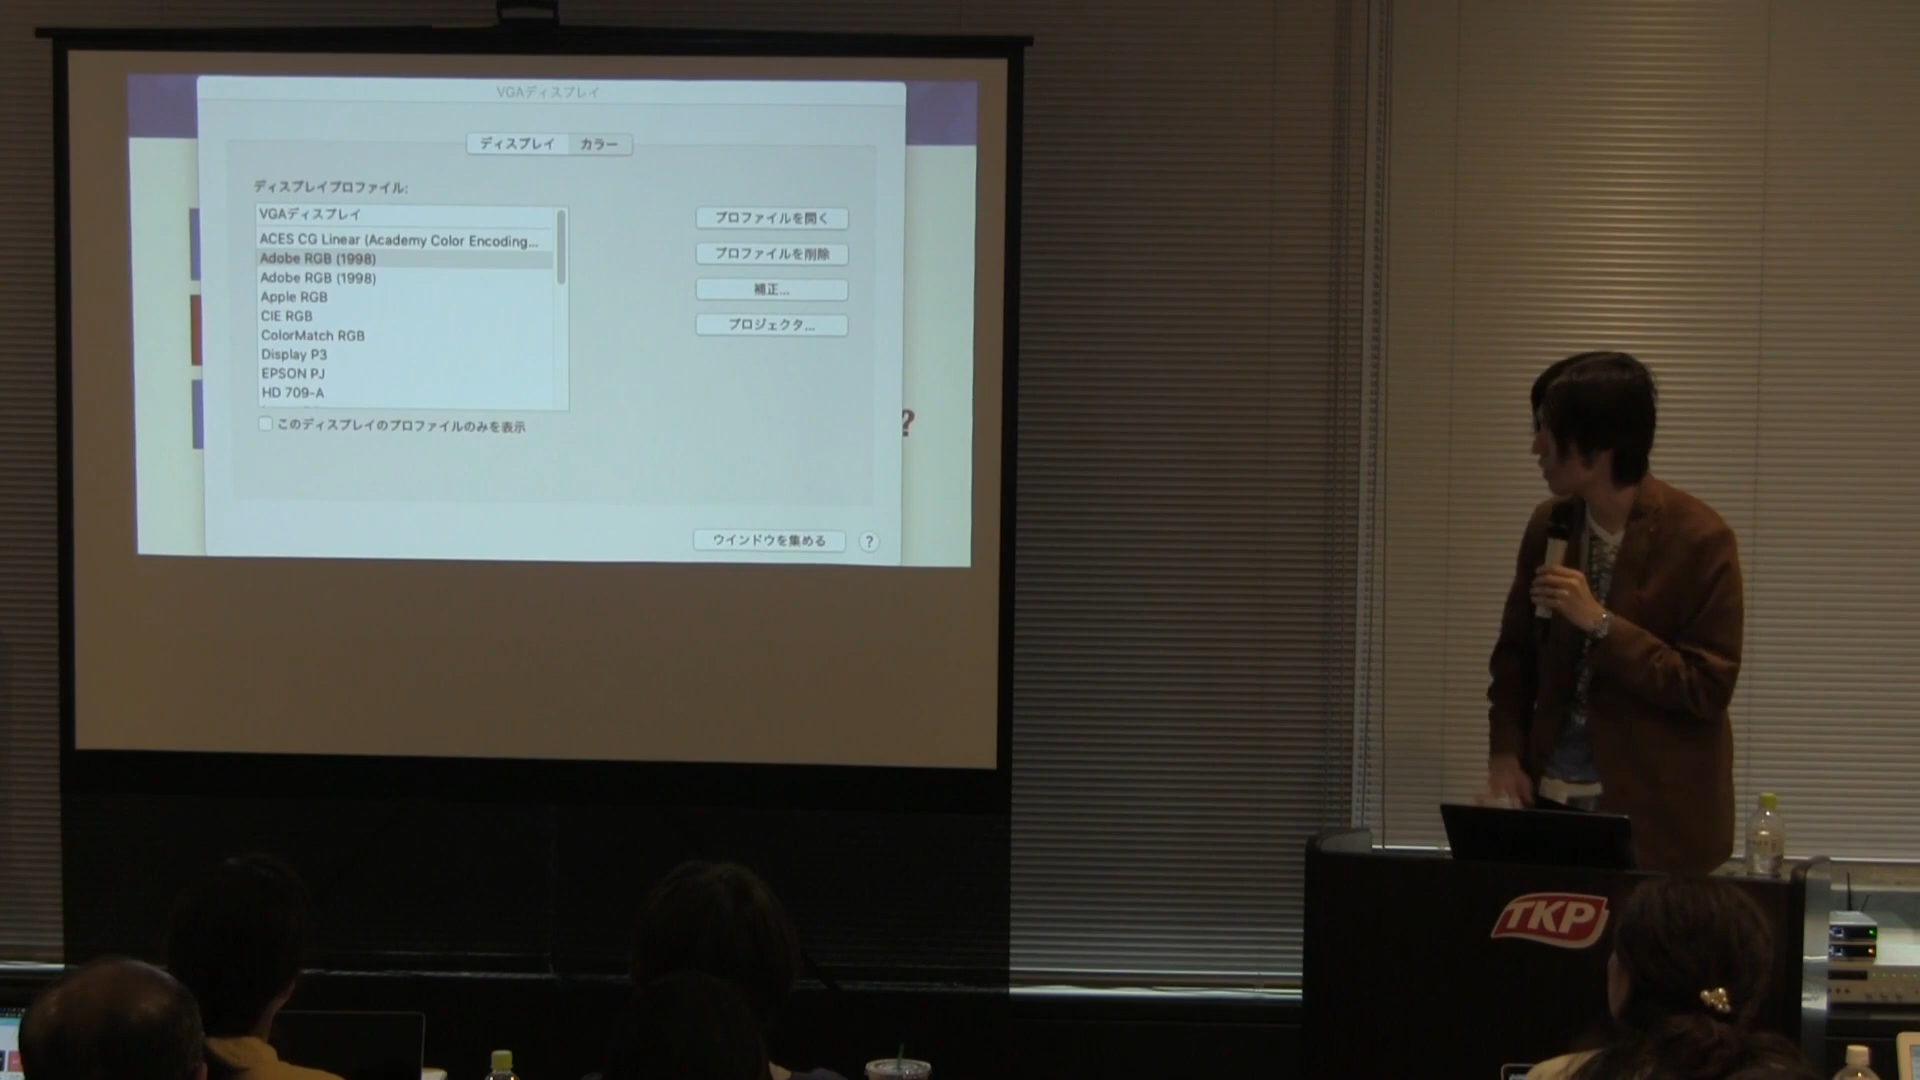 VGAディスプレイ
ディスプレイ カラー
ディスプレイプロファイル:
VGAディスプレイ
ACES CG Linear (Academy Color Encoding...
Adobe RGB (1998)
Adobe RGB (1998)
Apple RGB
CIE RGB
ColorMatch RGB
Display P3
EPSON PJ
HD 709-A
このディスプレイのプロファイルのみを表示
プロファイルを開く
プロファイルを削除
補正...
プロジェクタ...
?
ウインドウを集める
?
TKP